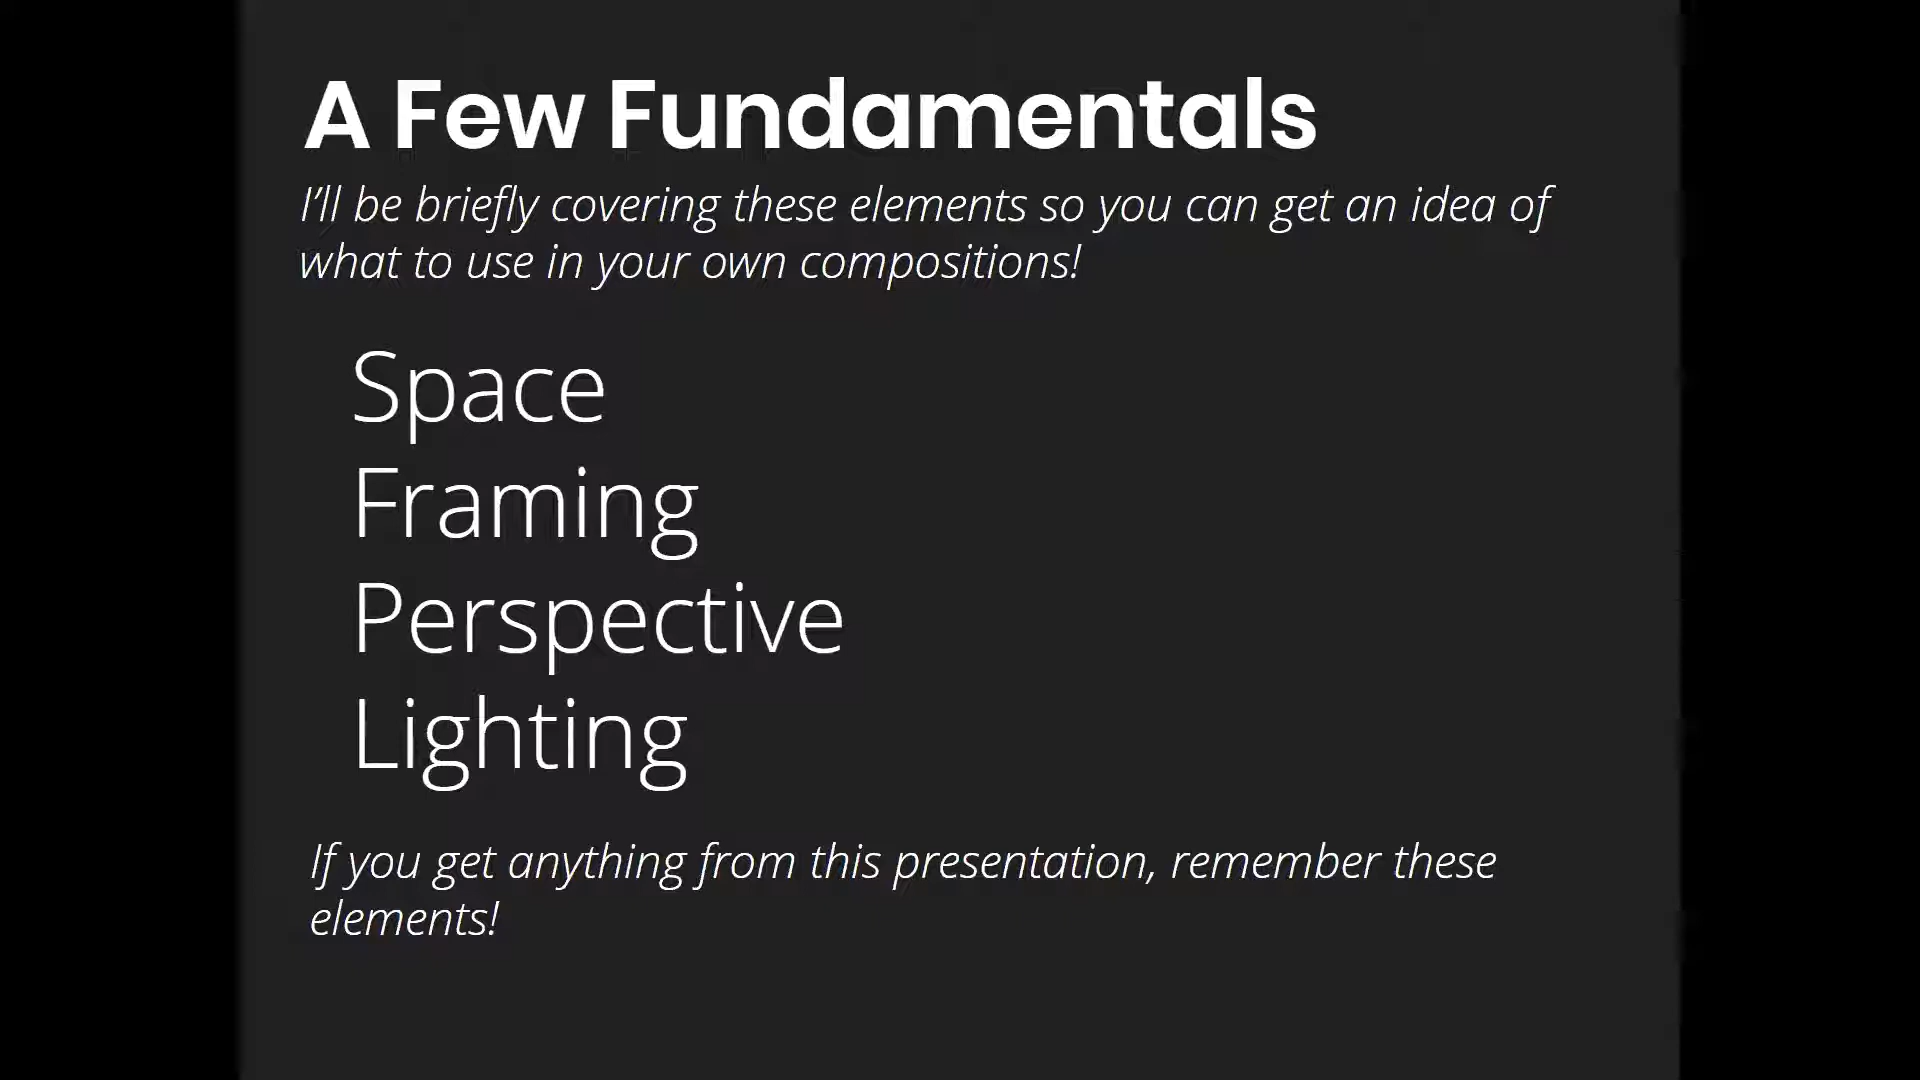 A Few Fundamentals
I’ll be briefly covering these elements so you can get an idea of
what to use in your own compositions!
Space
Framing
Perspective
Lighting
If you get anything from this presentation, remember these
elements!